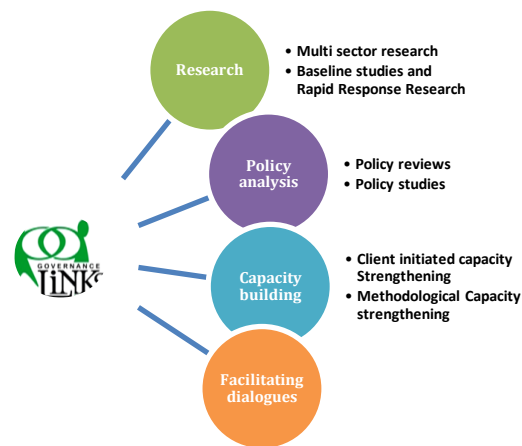 Research
• Multi sector research
• Baseline studies and
Rapid Response Research
Policy
analysis
• Policy reviews
• Policy studies
GOVERNANCE
LiNKS
Capacity
building
• Client initiated capacity
Strengthening
• Methodological Capacity
strengthening
Facilitating
dialogues